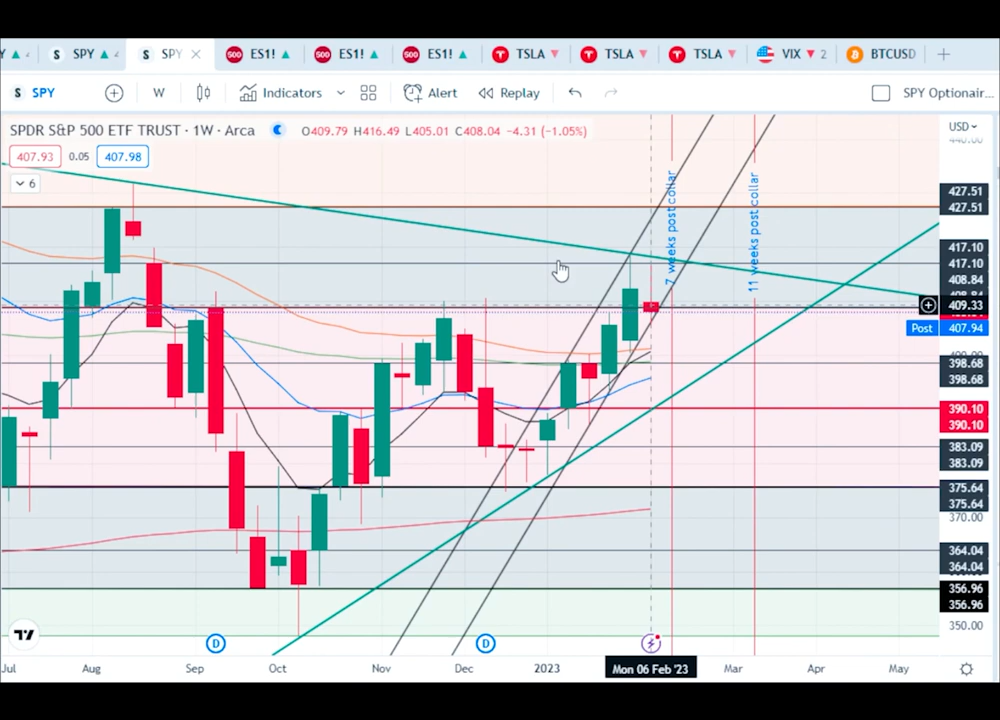 SPY
SPY
ES1!
ES1!
ES1!
TSLA
TSLA
TSLA
VIX 2
BTCUSD
SPY
W
Indicators
Alert
Replay
SPY Optionair...
SPDR S&P 500 ETF TRUST · 1W · Arca
O409.79 H416.49 L405.01 C408.04 -4.31 (-1.05%)
407.93 0.05 407.98
6
USD
440.00
427.51
427.51
417.10
417.10
408.84
409.33
Post 407.94
398.68
398.68
390.10
390.10
383.09
383.09
375.64
375.64
370.00
364.04
364.04
356.96
356.96
350.00
7 weeks post collar
11 weeks post collar
D
D
Jul
Aug
Sep
Oct
Nov
Dec
2023
Mon 06 Feb '23
Mar
Apr
May